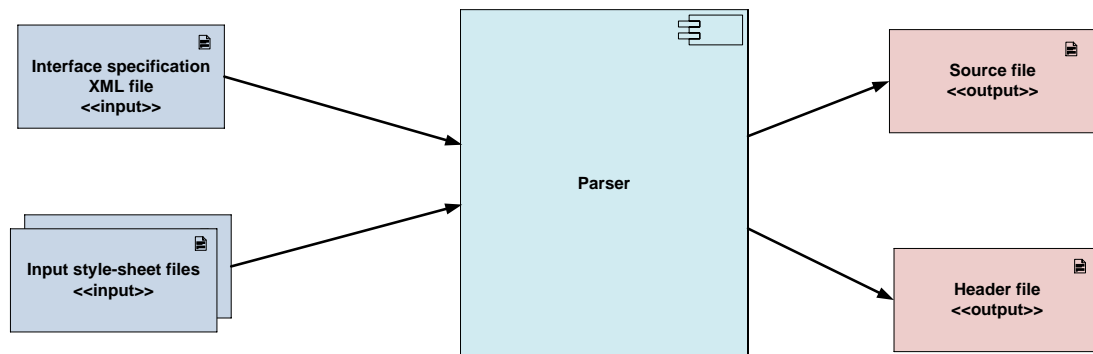 Interface specification
XML file
<<input>>
Input style-sheet files
<<input>>
Parser
Source file
<<output>>
Header file
<<output>>